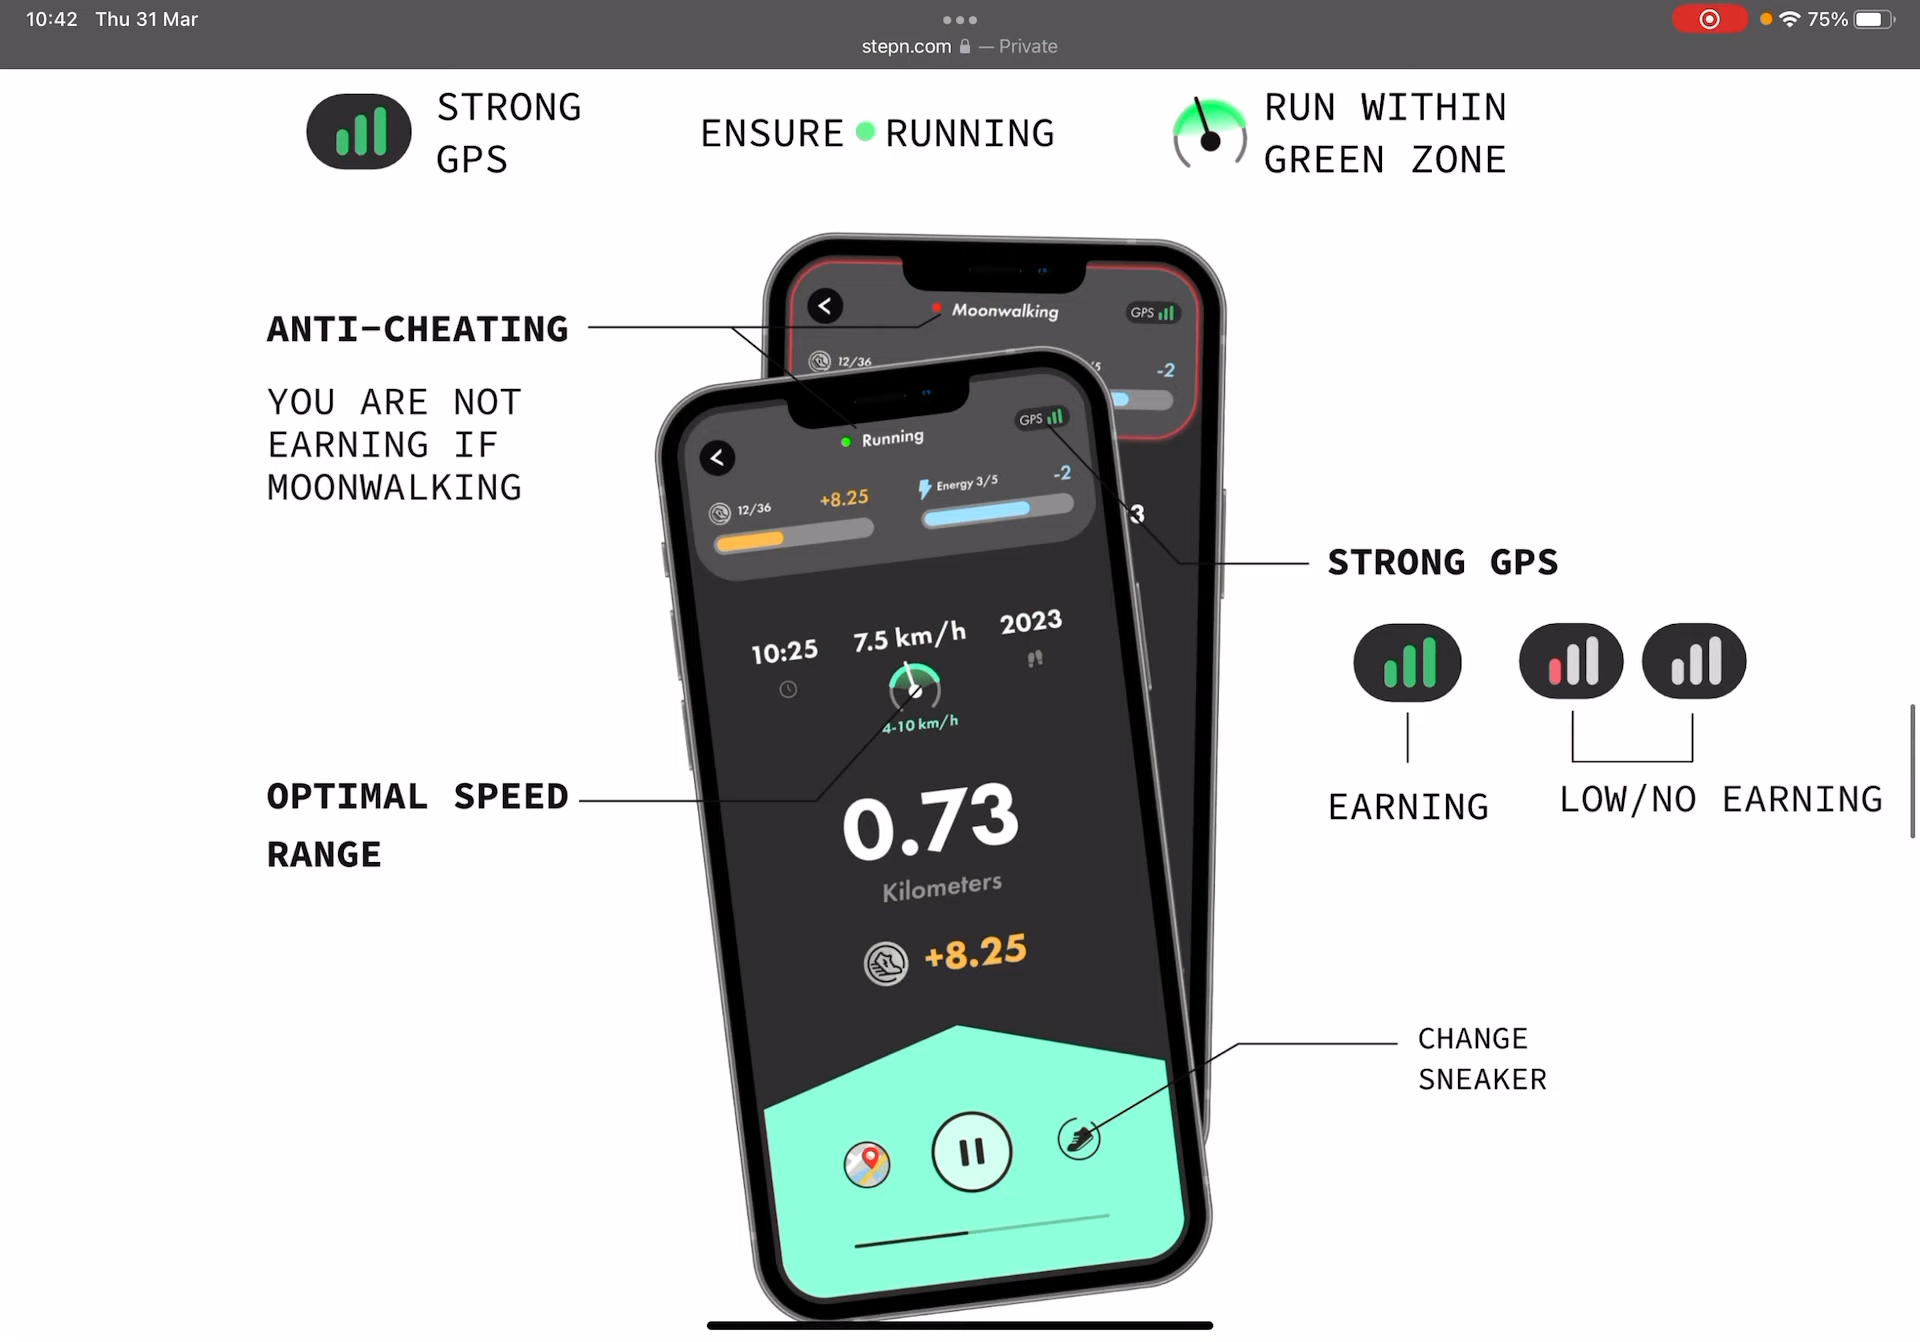 10:42 Thu 31 Mar
75%
stepn.com — Private
STRONG
GPS
ENSURE RUNNING
RUN WITHIN
GREEN ZONE
ANTI-CHEATING
YOU ARE NOT
EARNING IF
MOONWALKING
Moonwalking
GPS
12/36
-2
Running
GPS
12/36
+8.25
Energy 3/5
-2
3
10:25
7.5 km/h
2023
4-10 km/h
0.73
Kilometers
+8.25
OPTIMAL SPEED
RANGE
STRONG GPS
EARNING
LOW/NO EARNING
CHANGE
SNEAKER